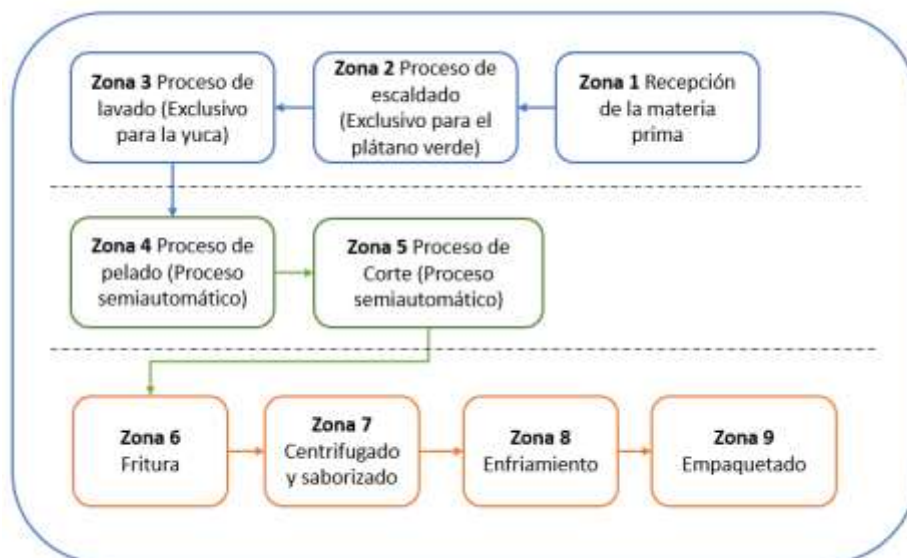 Zona 3 Proceso de
lavado (Exclusivo
para la yuca)
Zona 2 Proceso de
escaldado
(Exclusivo para el
plátano verde)
Zona 1 Recepción
de la materia
prima
Zona 4 Proceso de
pelado (Proceso
semiautomático)
Zona 5 Proceso de
Corte (Proceso
semiautomático)
Zona 6
Fritura
Zona 7
Centrifugado
y saborizado
Zona 8
Enfriamiento
Zona 9
Empaquetado